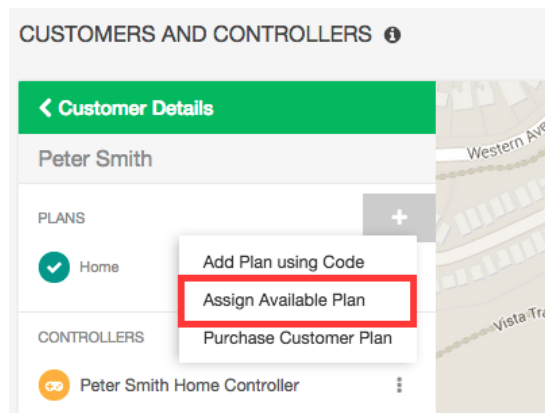 CUSTOMERS AND CONTROLLERS
Customer Details
Peter Smith
PLANS
Home
Add Plan using Code
Assign Available Plan
Purchase Customer Plan
CONTROLLERS
Peter Smith Home Controller
Western Ave
Vista Tra